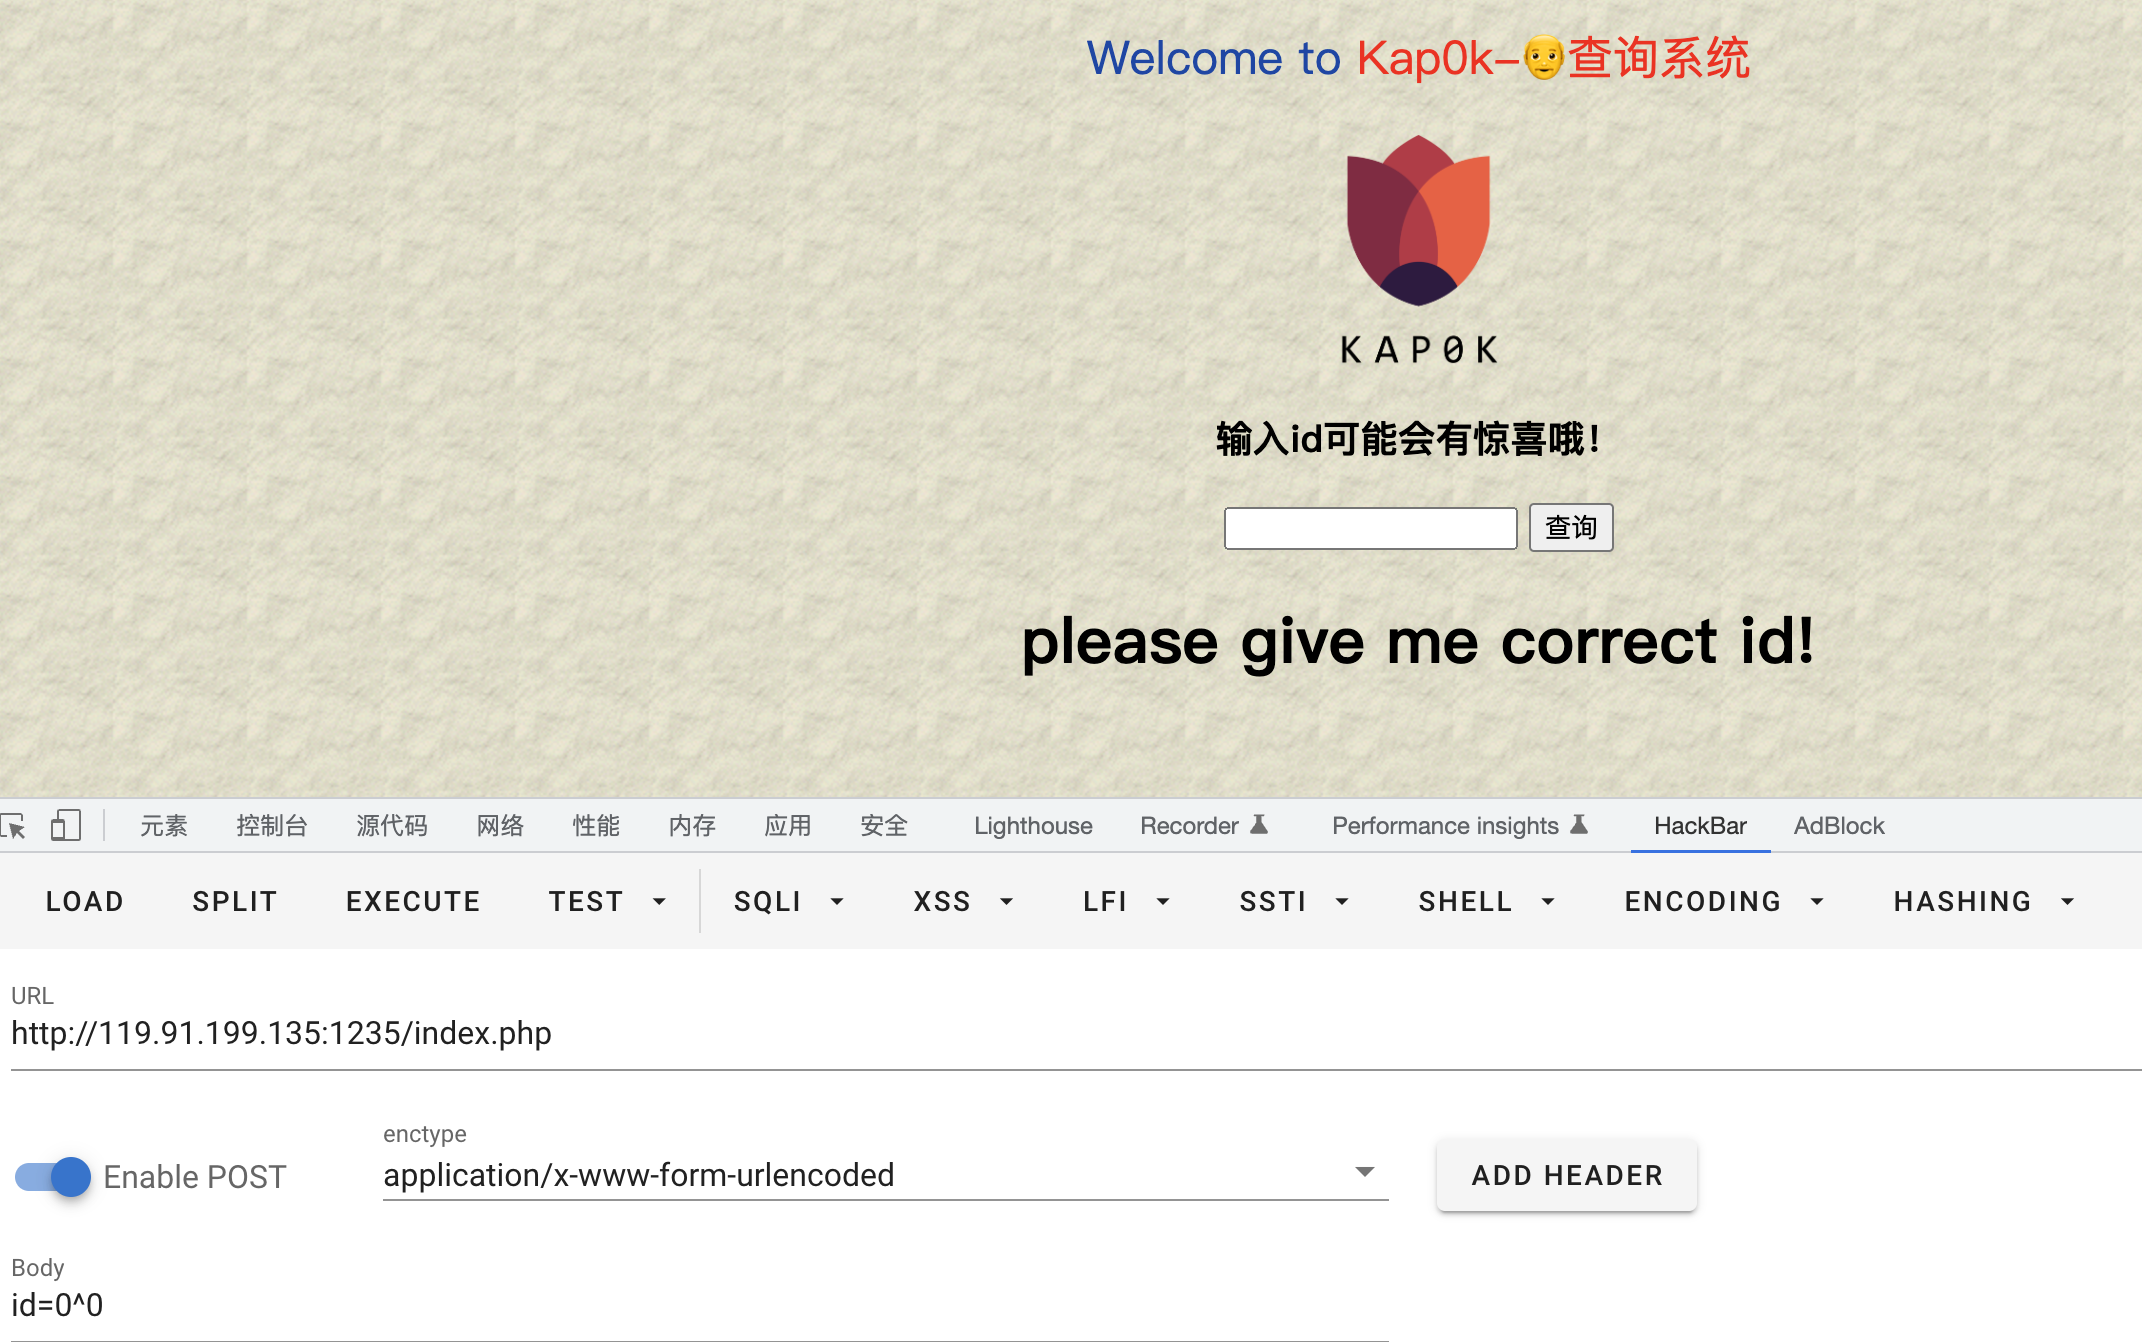 Welcome to Kap0k-👨‍🦲查询系统
KAP0K
输入id可能会有惊喜哦！
查询
please give me correct id!
元素 控制台 源代码 网络 性能 内存 应用 安全 Lighthouse Recorder Performance insights HackBar AdBlock
LOAD SPLIT EXECUTE TEST SQLI XSS LFI SSTI SHELL ENCODING HASHING
URL
http://119.91.199.135:1235/index.php
enctype
Enable POST application/x-www-form-urlencoded ADD HEADER
Body
id=0^0